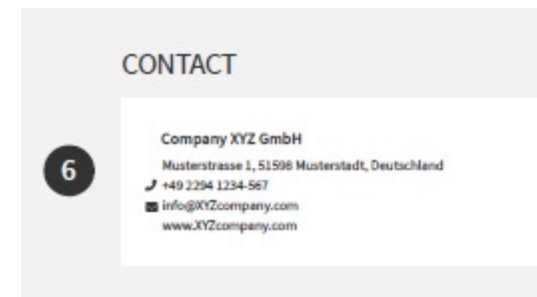 CONTACT
6
Company XYZ GmbH
Musterstrasse 1, 51598 Musterstadt, Deutschland
+49 2294 1234-567
info@XYZcompany.com
www.XYZcompany.com